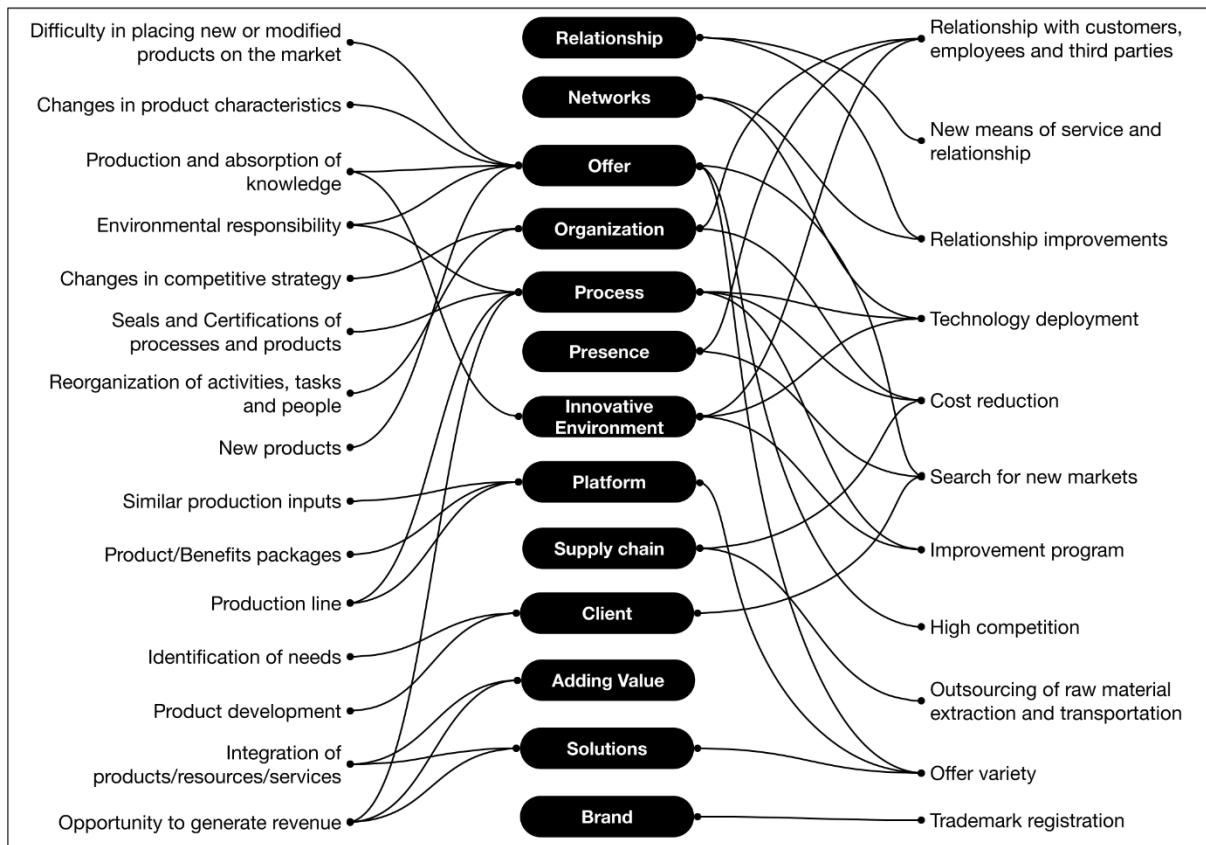 Difficulty in placing new or modified
products on the market
Changes in product characteristics
Production and absorption of
knowledge
Environmental responsibility
Changes in competitive strategy
Seals and Certifications of
processes and products
Reorganization of activities, tasks
and people
New products
Similar production inputs
Product/Benefits packages
Production line
Identification of needs
Product development
Integration of
products/resources/services
Opportunity to generate revenue
Relationship
Networks
Offer
Organization
Process
Presence
Innovative
Environment
Platform
Supply chain
Client
Adding Value
Solutions
Brand
Relationship with customers,
employees and third parties
New means of service and
relationship
Relationship improvements
Technology deployment
Cost reduction
Search for new markets
Improvement program
High competition
Outsourcing of raw material
extraction and transportation
Offer variety
Trademark registration